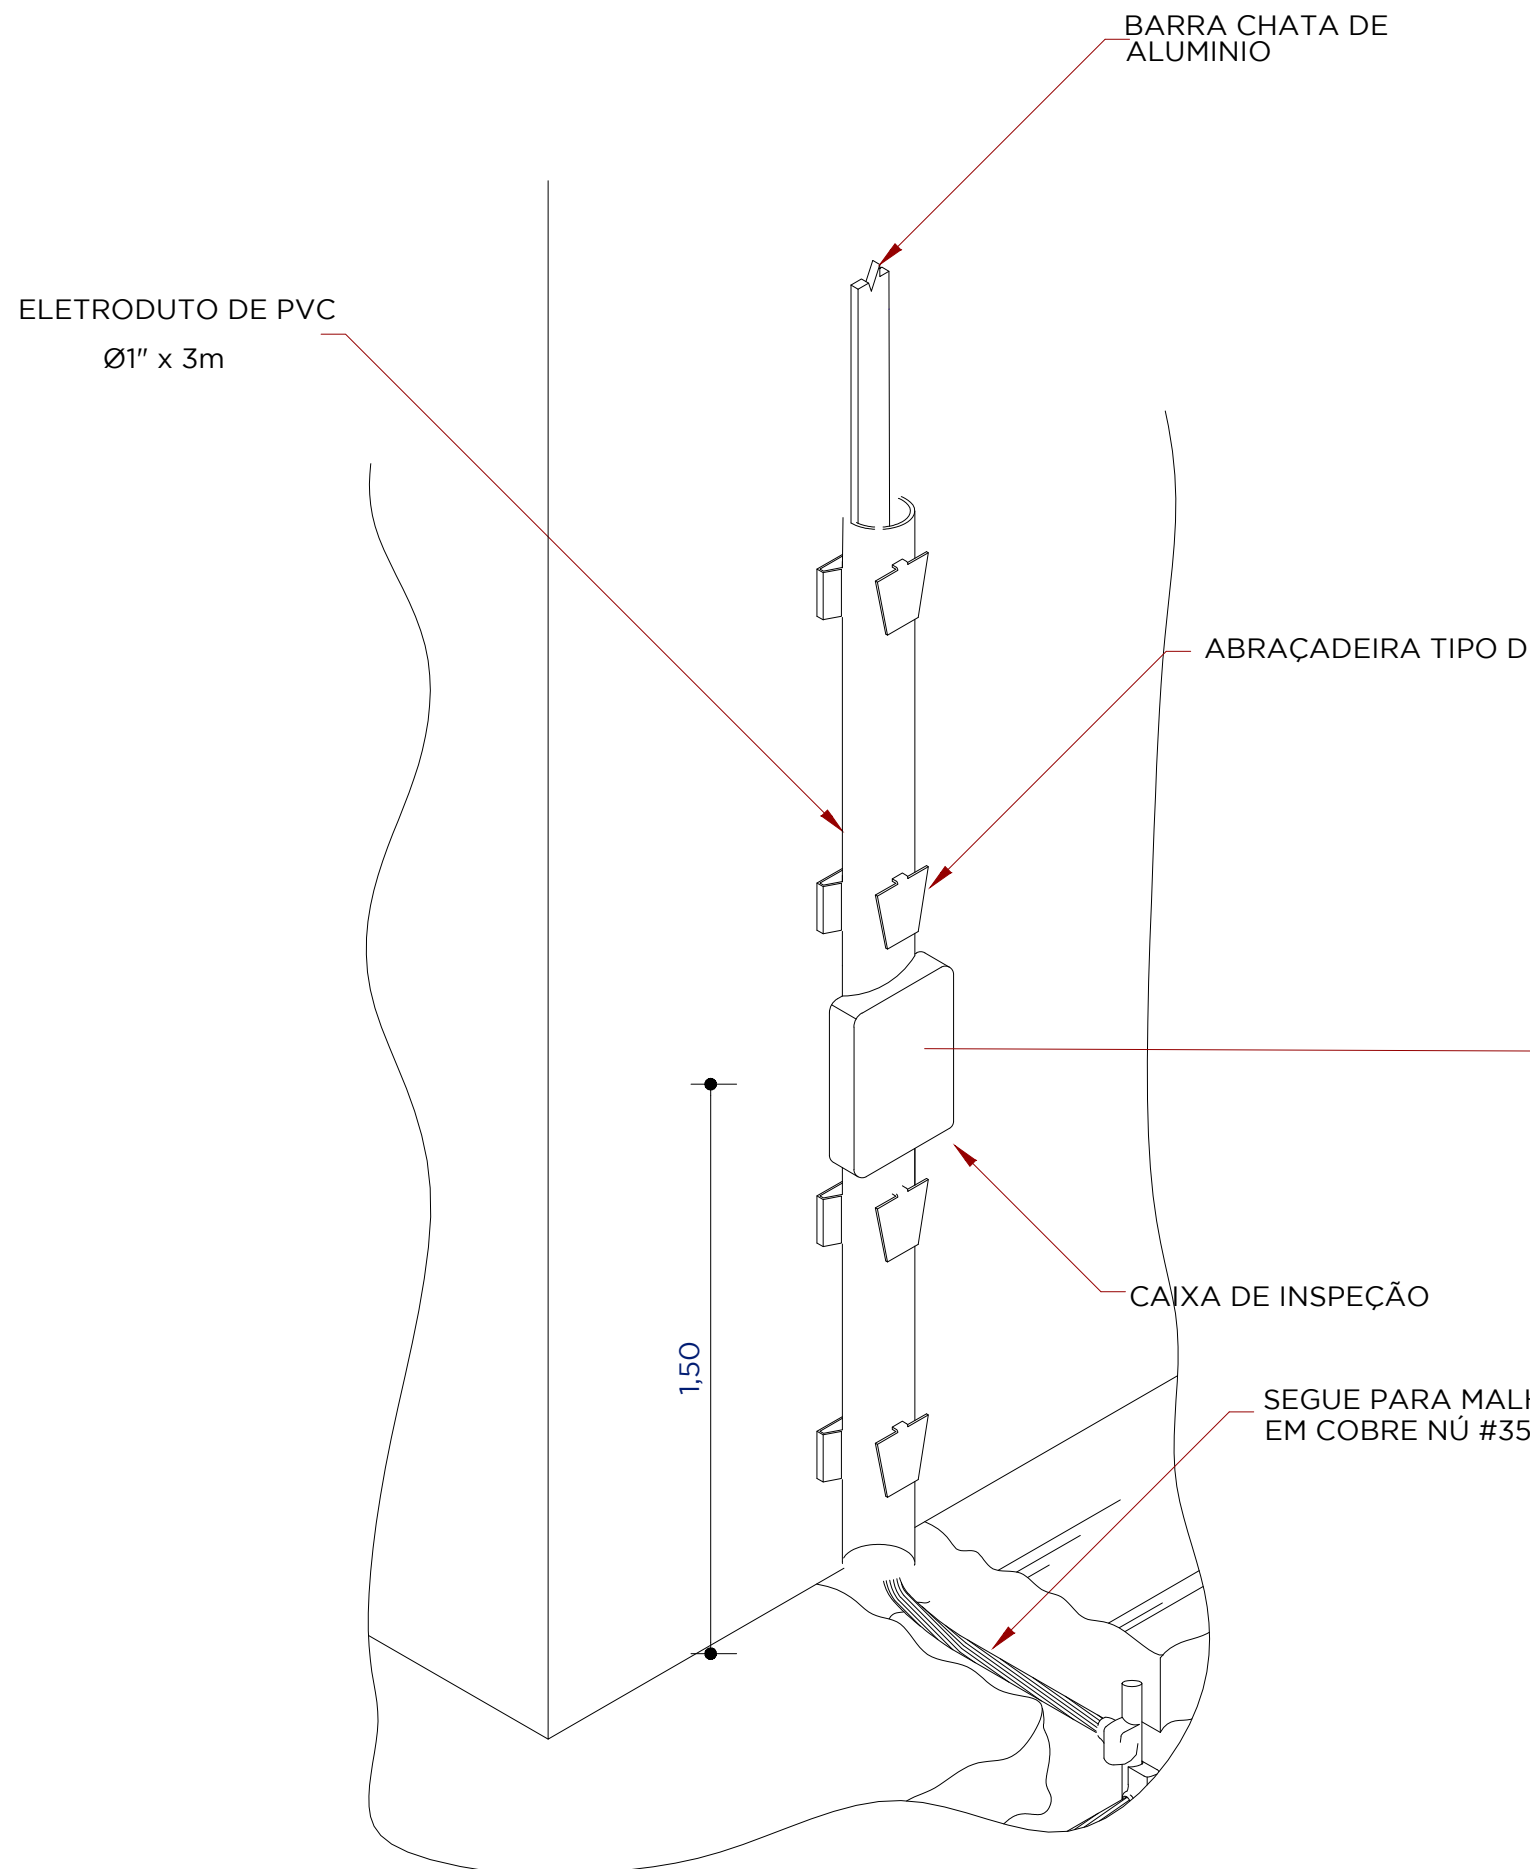 BARRA CHATA DE
ALUMINIO
ELETRODUTO DE PVC
Ø1" x 3m
ABRAÇADEIRA TIPO D
CAIXA DE INSPEÇÃO
1,50
SEGUE PARA
EM COBRE NÚ #35